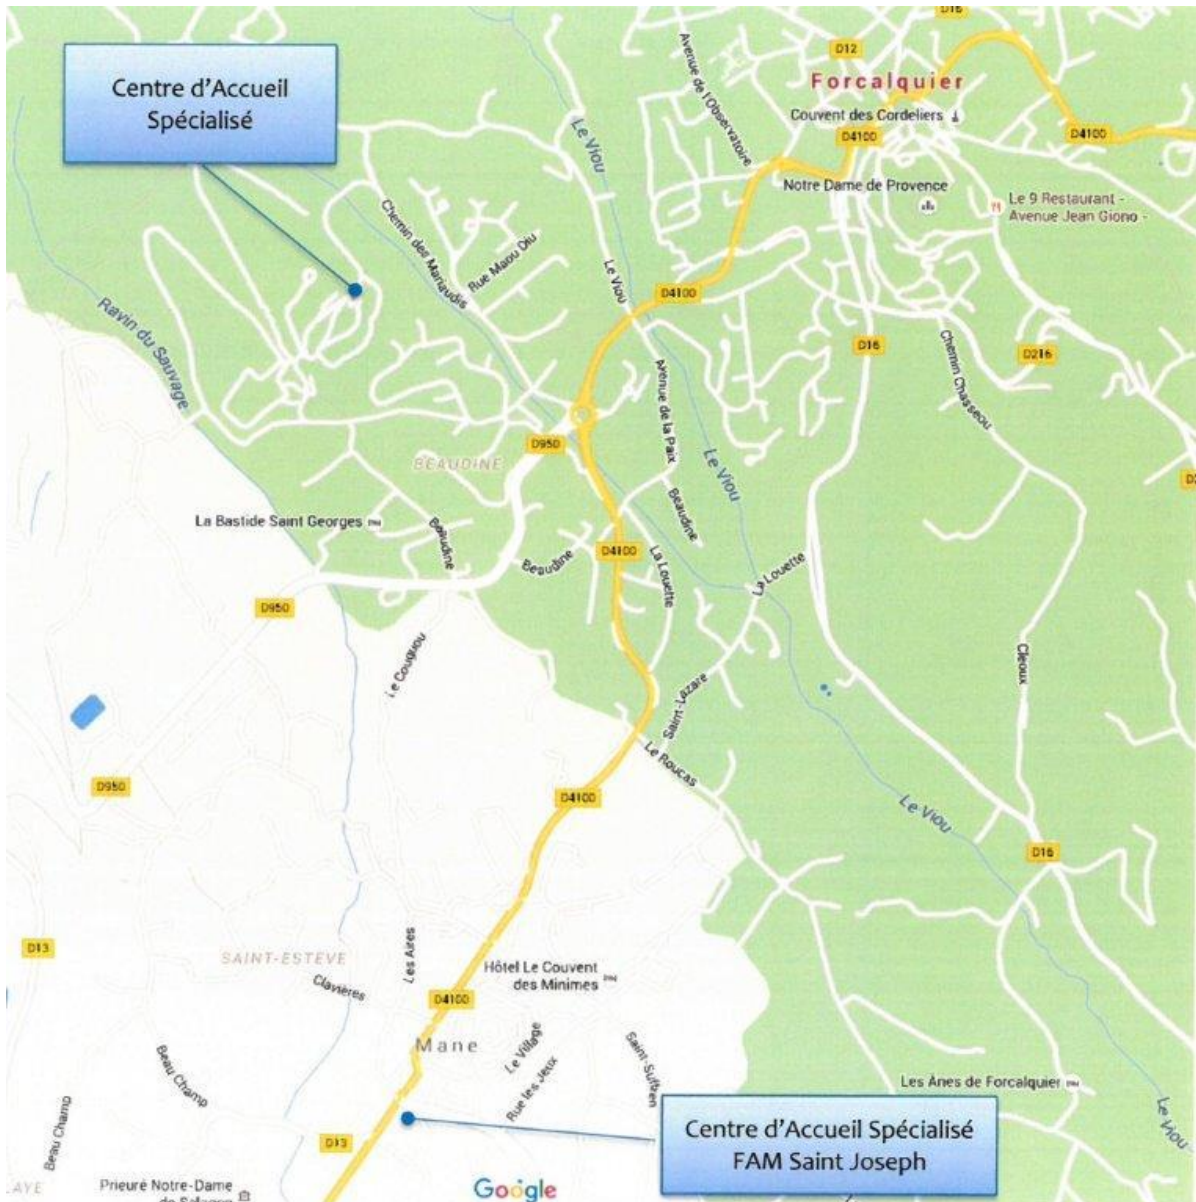 D16
D12
Avenue de l'Observatoire
Forcalquier
Centre d'Accueil
Spécialisé
Couvent des Cordeliers
D4100
D4100
Le Viou
Notre Dame de Provence
Le 9 Restaurant -
Avenue Jean Giono -
Chemin des Manaudis
Rue Maou Diu
Le Viou
D4100
Ravin du Sauvage
D16
Chemin Chasseou
D216
Avenue de la Paix
D950
BEAUDINE
Le Viou
La Bastide Saint Georges
Beaudine
Beaudine
Beaudine
D4100
La Louette
La Louette
D950
Le Couguou
Saint-Lazare
Cléoux
Le Roucas
D950
D4100
Le Viou
D16
D13
SAINT-ESTÈVE
Les Aires
Clavières
Hôtel Le Couvent
des Minimes
D4100
Mane
Le Village
Rue les Jeux
Saint-Suffren
Beau Champ
Beau Champ
Les Anes de Forcalquier
Le Viou
D13
Centre d'Accueil Spécialisé
FAM Saint Joseph
Prieuré Notre-Dame
Google